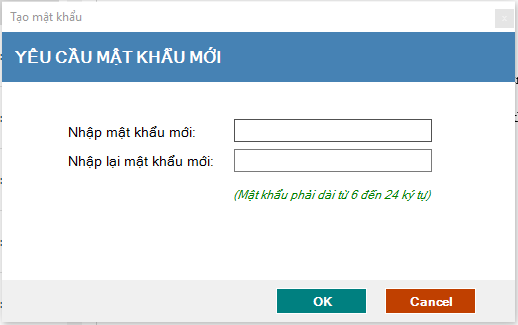 Tạo mật khẩu
YÊU CẦU MẬT KHẨU MỚI
Nhập mật khẩu mới:
Nhập lại mật khẩu mới:
(Mật khẩu phải dài từ 6 đến 24 ký tự)
OK Cancel